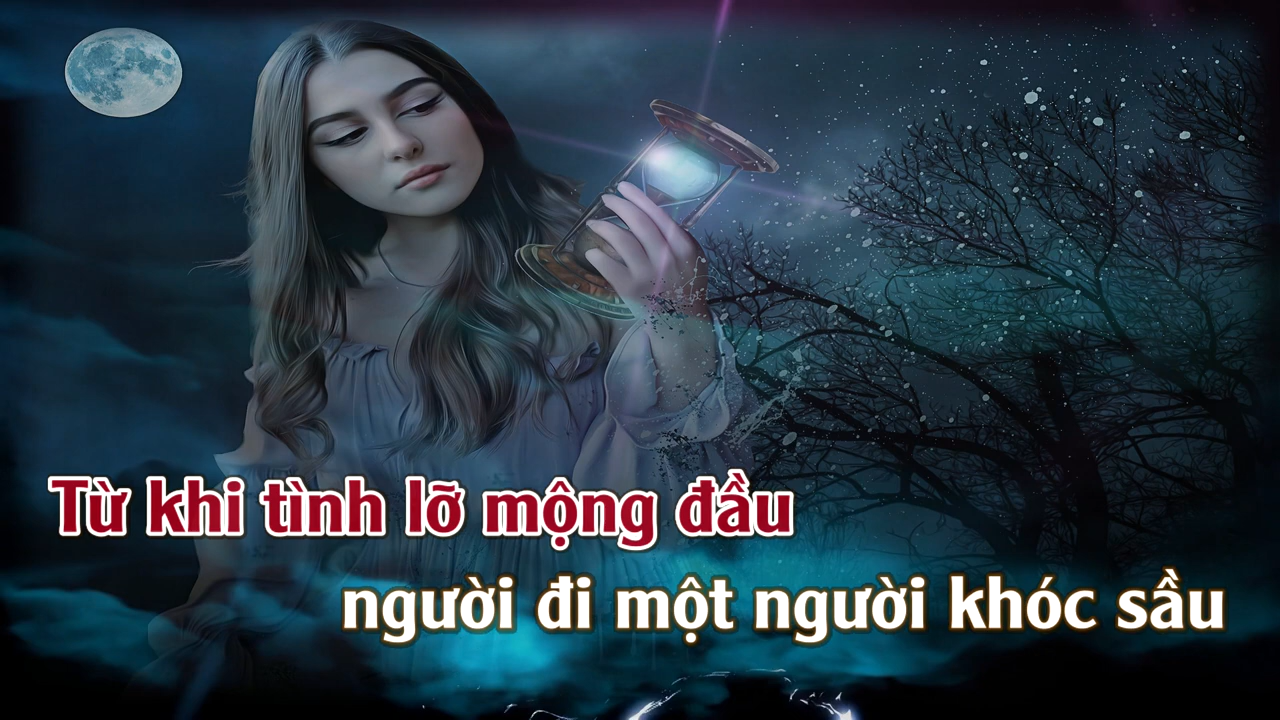 Từ khi tình lỡ mộng đầu
người đi một người khóc sầu